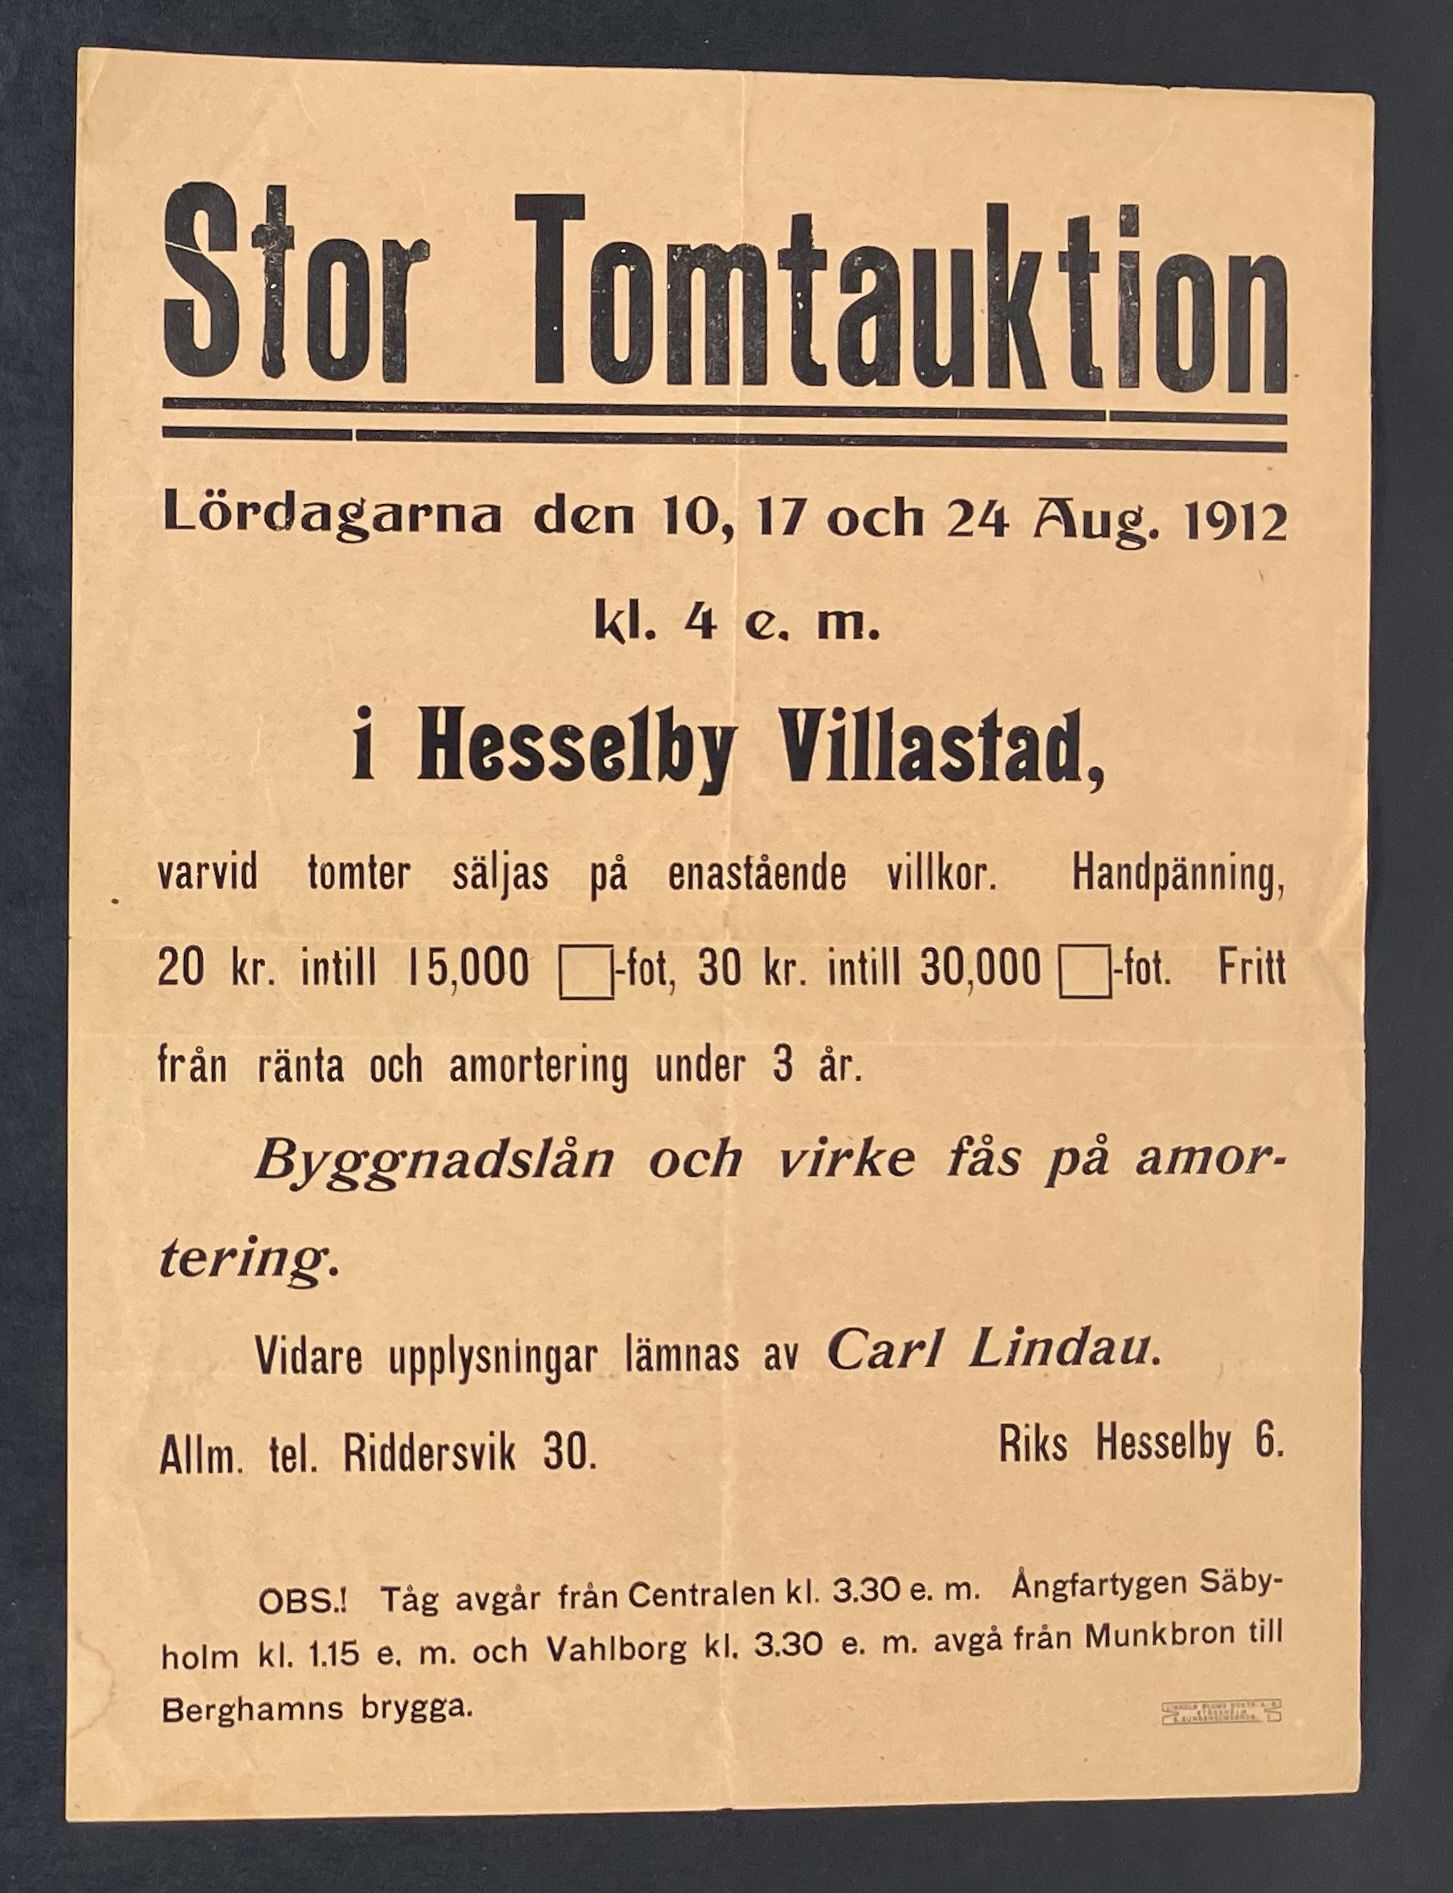 Stor Tomtauktion
Lördagarna den 10, 17 och 24 Aug. 1912
kl. 4 e. m.
i Hesselby Villastad,
varvid tomter säljas på enastående villkor. Handpänning,
20 kr. intill 15,000 □-fot, 30 kr. intill 30,000 □-fot. Fritt
från ränta och amortering under 3 år.
Byggnadslån och virke fås på amor-
tering.
Vidare upplysningar lämnas av Carl Lindau.
Allm. tel. Riddersvik 30. Riks Hesselby 6.
OBS.! Tåg avgår från Centralen kl. 3.30 e. m. Ångfartygen Säby-
holm kl. 1.15 e. m. och Vahlborg kl. 3.30 e. m. avgå från Munkbron till
Berghamns brygga.
STOCKHOLM